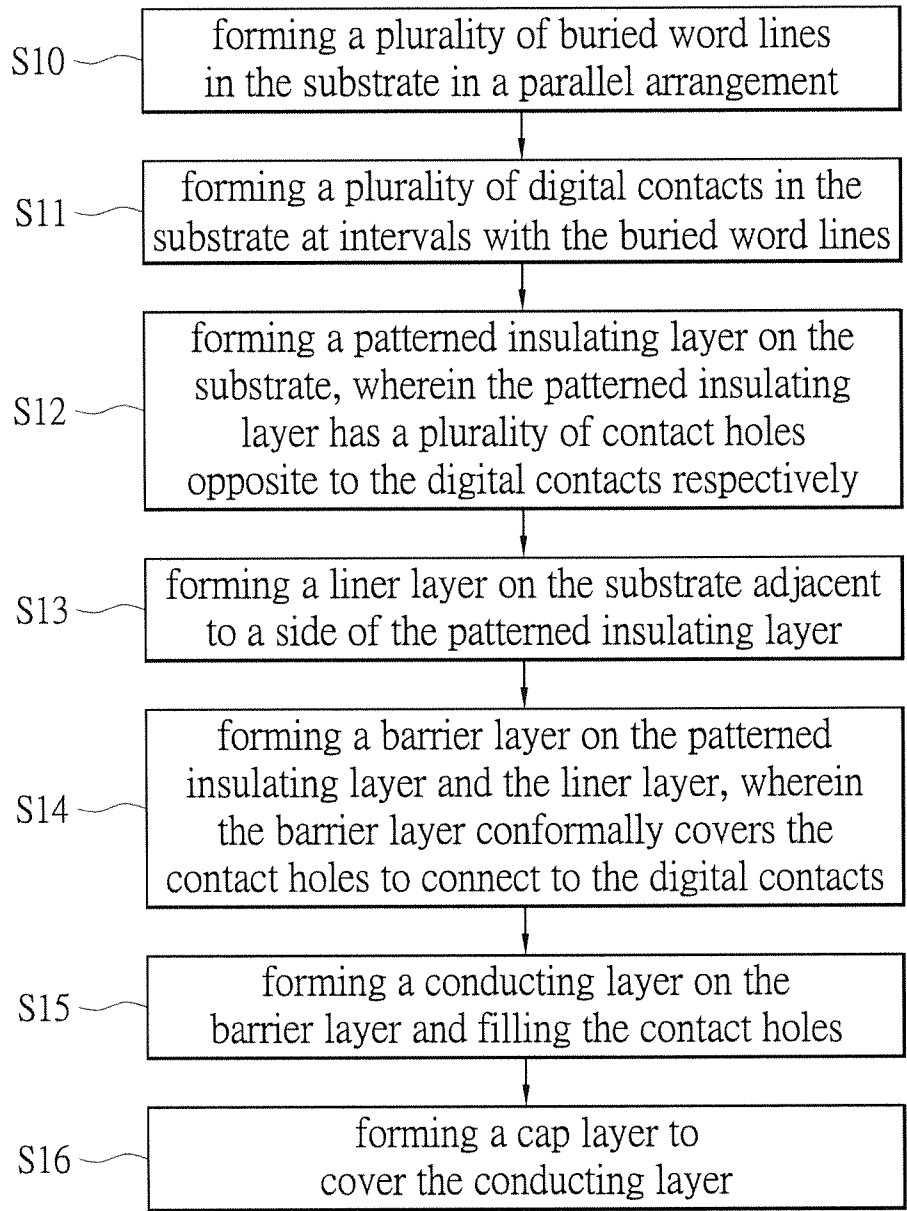 S10
forming a plurality of buried word lines
in the substrate in a parallel arrangement
S11
forming a plurality of digital contacts in the
substrate at intervals with the buried word lines
S12
forming a patterned insulating layer on the
substrate, wherein the patterned insulating
layer has a plurality of contact holes
opposite to the digital contacts respectively
S13
forming a liner layer on the substrate adjacent
to a side of the patterned insulating layer
S14
forming a barrier layer on the patterned
insulating layer and the liner layer, wherein
the barrier layer conformally covers the
contact holes to connect to the digital contacts
S15
forming a conducting layer on the
barrier layer and filling the contact holes
S16
forming a cap layer to
cover the conducting layer